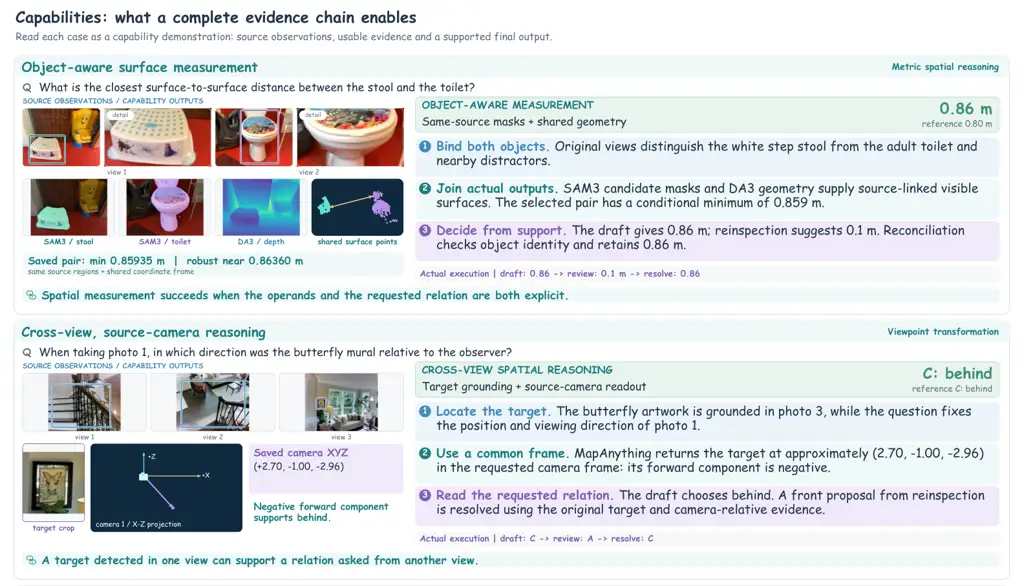 Capabilities: what a complete evidence chain enables
Read each case as a capability demonstration: source observations, usable evidence and a supported final output.
Object-aware surface measurement
Metric spatial reasoning
Q What is the closest surface-to-surface distance between the stool and the toilet?
SOURCE OBSERVATIONS / CAPABILITY OUTPUTS
detail
detail
view 1
view 2
SAM3 / stool
SAM3 / toilet
DA3 / depth
shared surface points
Saved pair: min 0.85935 m | robust near 0.86360 m
same source regions + shared coordinate frame
OBJECT-AWARE MEASUREMENT
Same-source masks + shared geometry
0.86 m
reference 0.80 m
1 Bind both objects. Original views distinguish the white step stool from the adult toilet and
nearby distractors.
2 Join actual outputs. SAM3 candidate masks and DA3 geometry supply source-linked visible
surfaces. The selected pair has a conditional minimum of 0.859 m.
3 Decide from support. The draft gives 0.86 m; reinspection suggests 0.1 m. Reconciliation
checks object identity and retains 0.86 m.
Actual execution | draft: 0.86 -> review: 0.1 m -> resolve: 0.86
Spatial measurement succeeds when the operands and the requested relation are both explicit.
Cross-view, source-camera reasoning
Viewpoint transformation
Q When taking photo 1, in which direction was the butterfly mural relative to the observer?
SOURCE OBSERVATIONS / CAPABILITY OUTPUTS
view 1
view 2
view 3
target crop
+Z
+X
camera 1 / X-Z projection
Saved camera XYZ
(+2.70, -1.00, -2.96)
Negative forward component
supports behind.
CROSS-VIEW SPATIAL REASONING
Target grounding + source-camera readout
C: behind
reference C: behind
1 Locate the target. The butterfly artwork is grounded in photo 3, while the question fixes
the position and viewing direction of photo 1.
2 Use a common frame. MapAnything returns the target at approximately (2.70, -1.00, -2.96)
in the requested camera frame: its forward component is negative.
3 Read the requested relation. The draft chooses behind. A front proposal from reinspection
is resolved using the original target and camera-relative evidence.
Actual execution | draft: C -> review: A -> resolve: C
A target detected in one view can support a relation asked from another view.